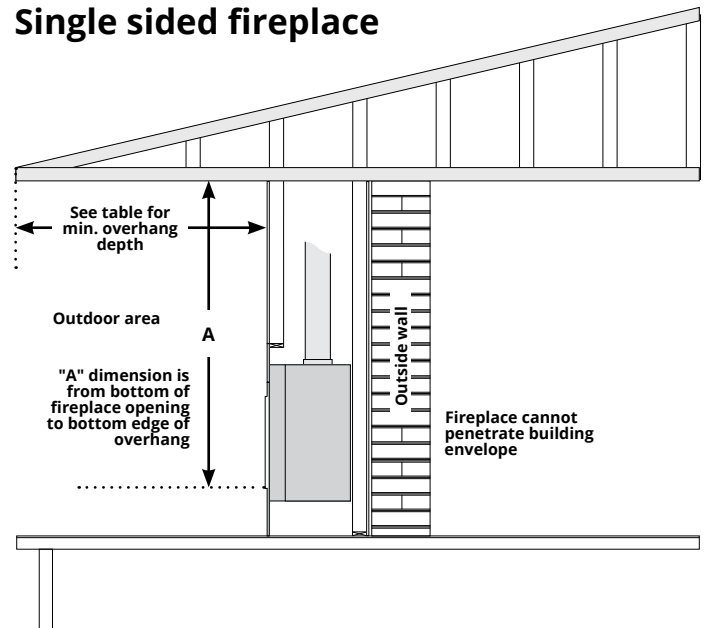 Single sided fireplace
See table for
min. overhang
depth
Outdoor area
A
"A" dimension is
from bottom of
fireplace opening
to bottom edge of
overhang
Outside wall
Fireplace cannot
penetrate building
envelope